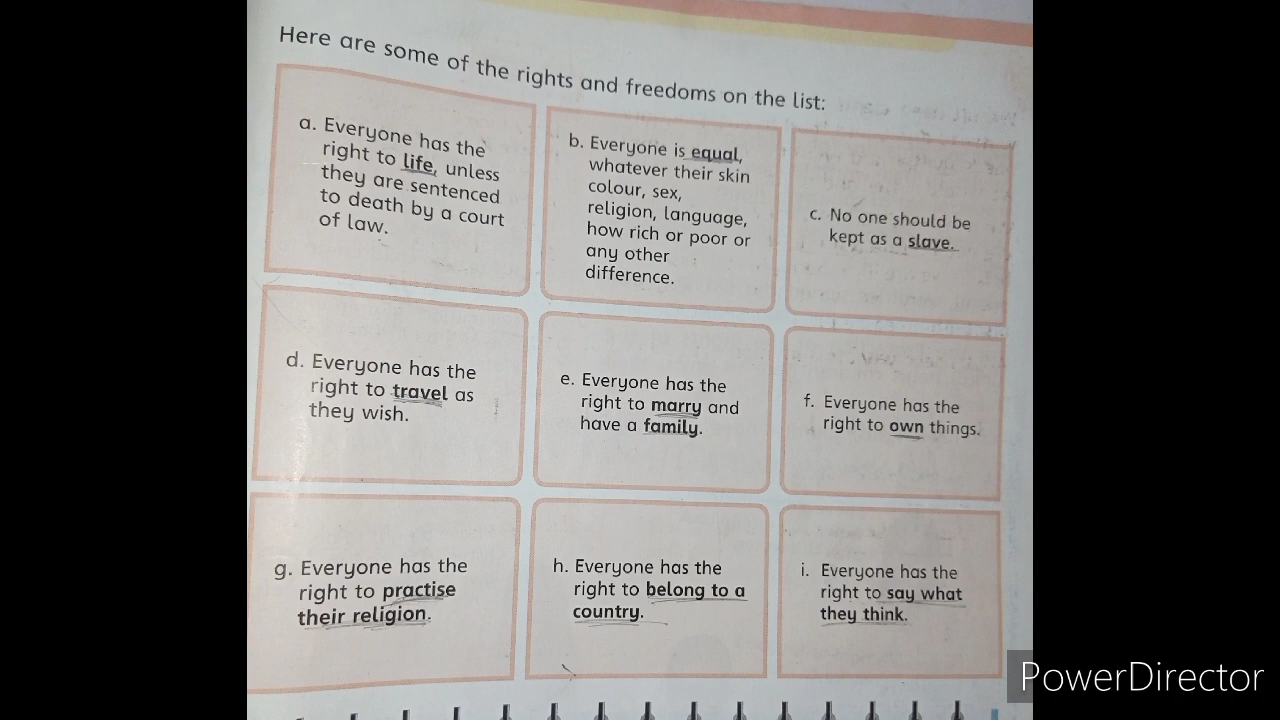 Here are some of the rights and freedoms on the list:
a. Everyone has the
right to life, unless
they are sentenced
to death by a court
of law.
b. Everyone is equal,
whatever their skin
colour, sex,
religion, language,
how rich or poor or
any other
difference.
c. No one should be
kept as a slave.
d. Everyone has the
right to travel as
they wish.
e. Everyone has the
right to marry and
have a family.
f. Everyone has the
right to own things.
g. Everyone has the
right to practise
their religion.
h. Everyone has the
right to belong to a
country.
i. Everyone has the
right to say what
they think.
PowerDirector